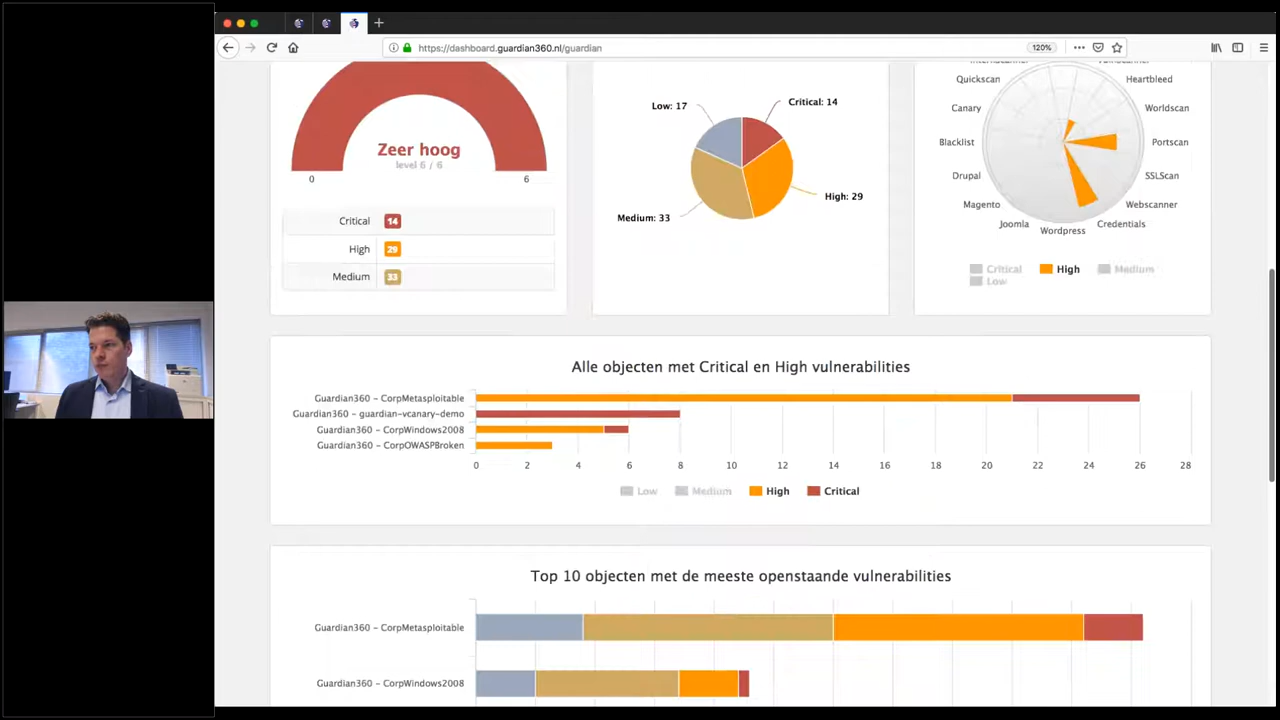 https://dashboard.guardian360.nl/guardian
120%
Zeer hoog
level 6 / 6
0
6
Critical 14
High 29
Medium 33
Low: 17
Critical: 14
High: 29
Medium: 33
Quickscan
Heartbleed
Canary
Worldscan
Blacklist
Portscan
Drupal
SSLScan
Magento
Webscanner
Joomla
Credentials
Wordpress
Critical
High
Medium
Low
Alle objecten met Critical en High vulnerabilities
Guardian360 - CorpMetasploitable
Guardian360 - guardian-vcanary-demo
Guardian360 - CorpWindows2008
Guardian360 - CorpOWASPBroken
0 2 4 6 8 10 12 14 16 18 20 22 24 26 28
Low
Medium
High
Critical
Top 10 objecten met de meeste openstaande vulnerabilities
Guardian360 - CorpMetasploitable
Guardian360 - CorpWindows2008